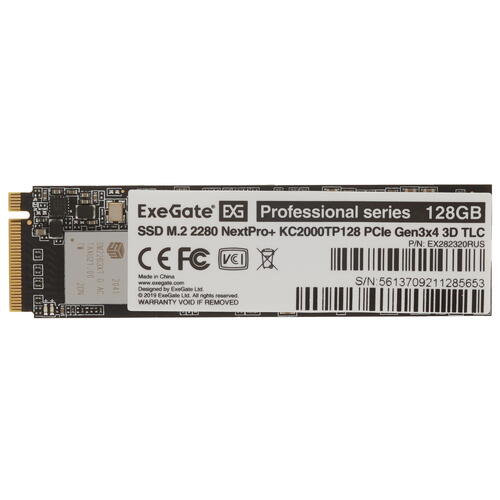 ExeGate® EXG Professional series 128GB
SSD M.2 2280 NextPro+ KC2000TP128 PCIe Gen3x4 3D TLC
P/N: EX282320RUS
CE FC VCI
S/N:5613709211285653
Made in China
www.exegate.com
Designed by ExeGate Ltd.
© 2019 ExeGate Ltd. All rights reserved.
WARRANTY VOID IF REMOVED
2041